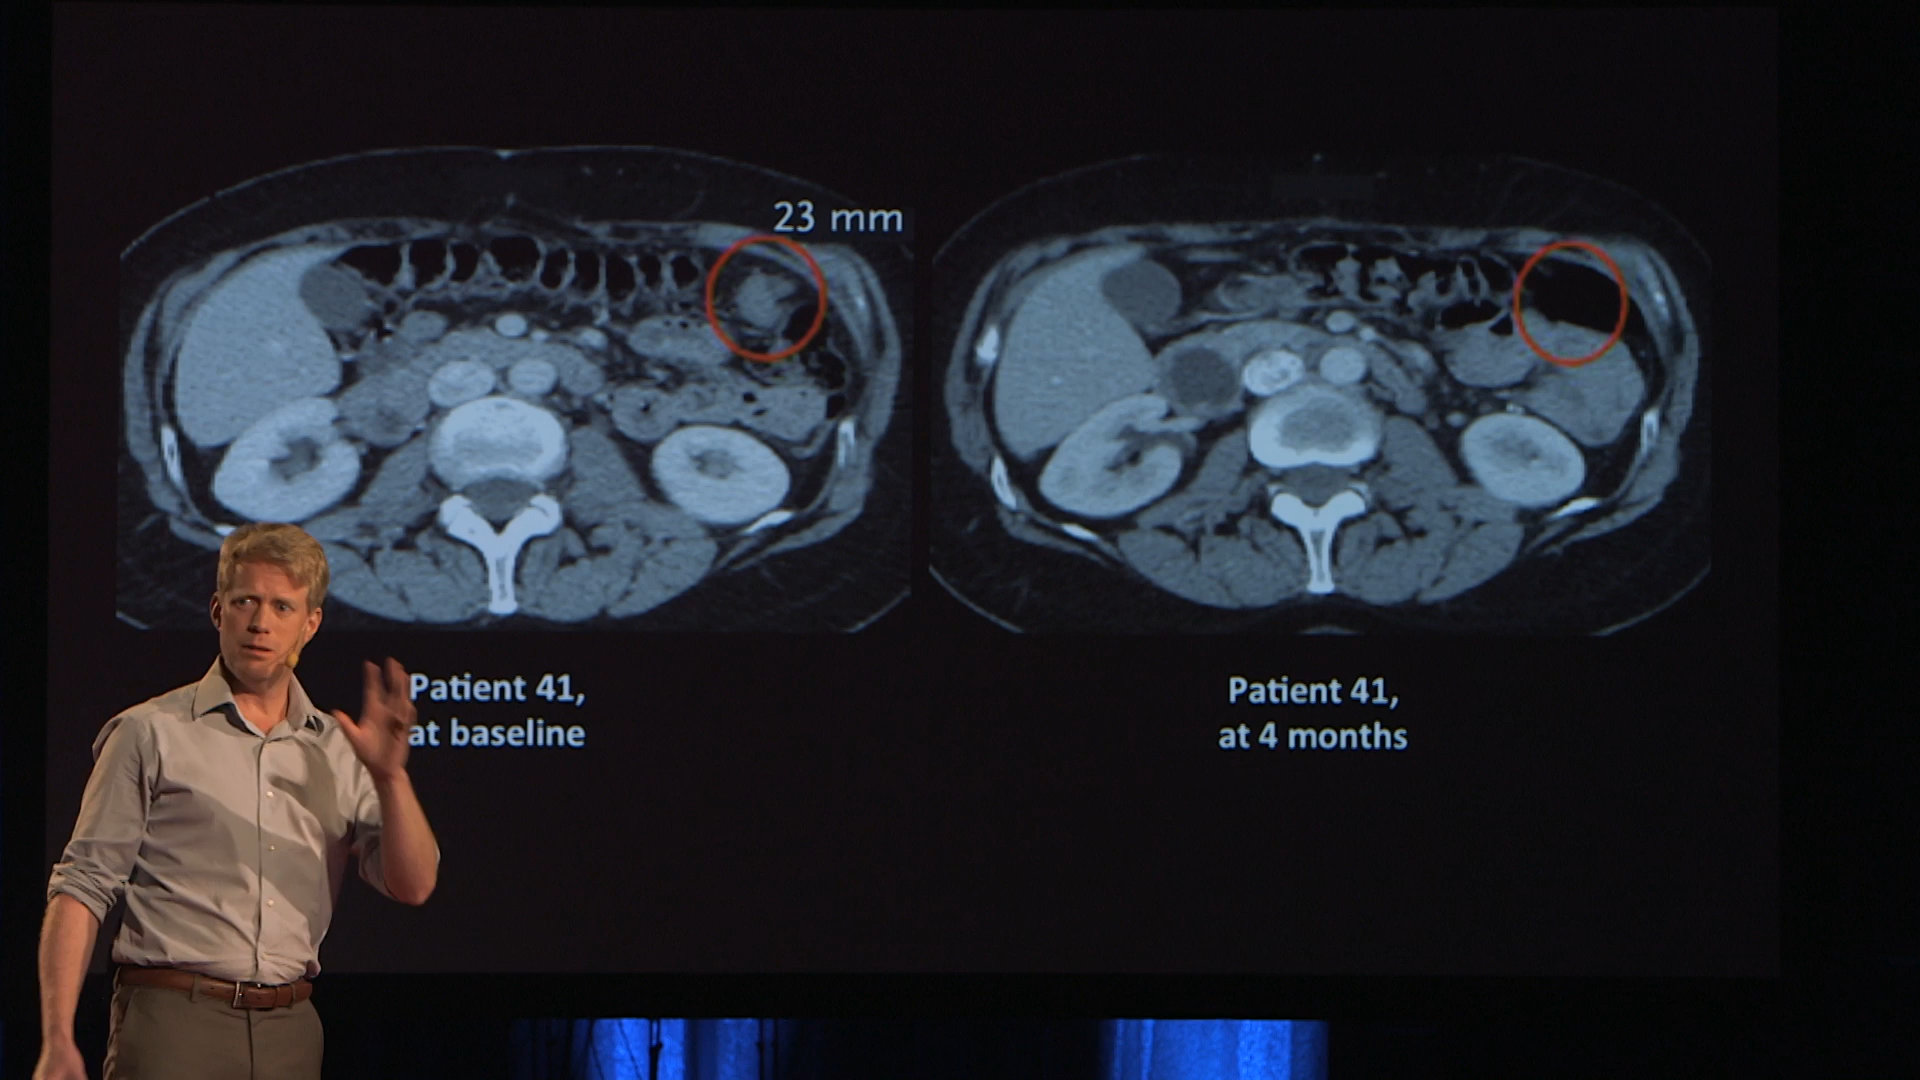 23 mm
Patient 41,
at baseline
Patient 41,
at 4 months